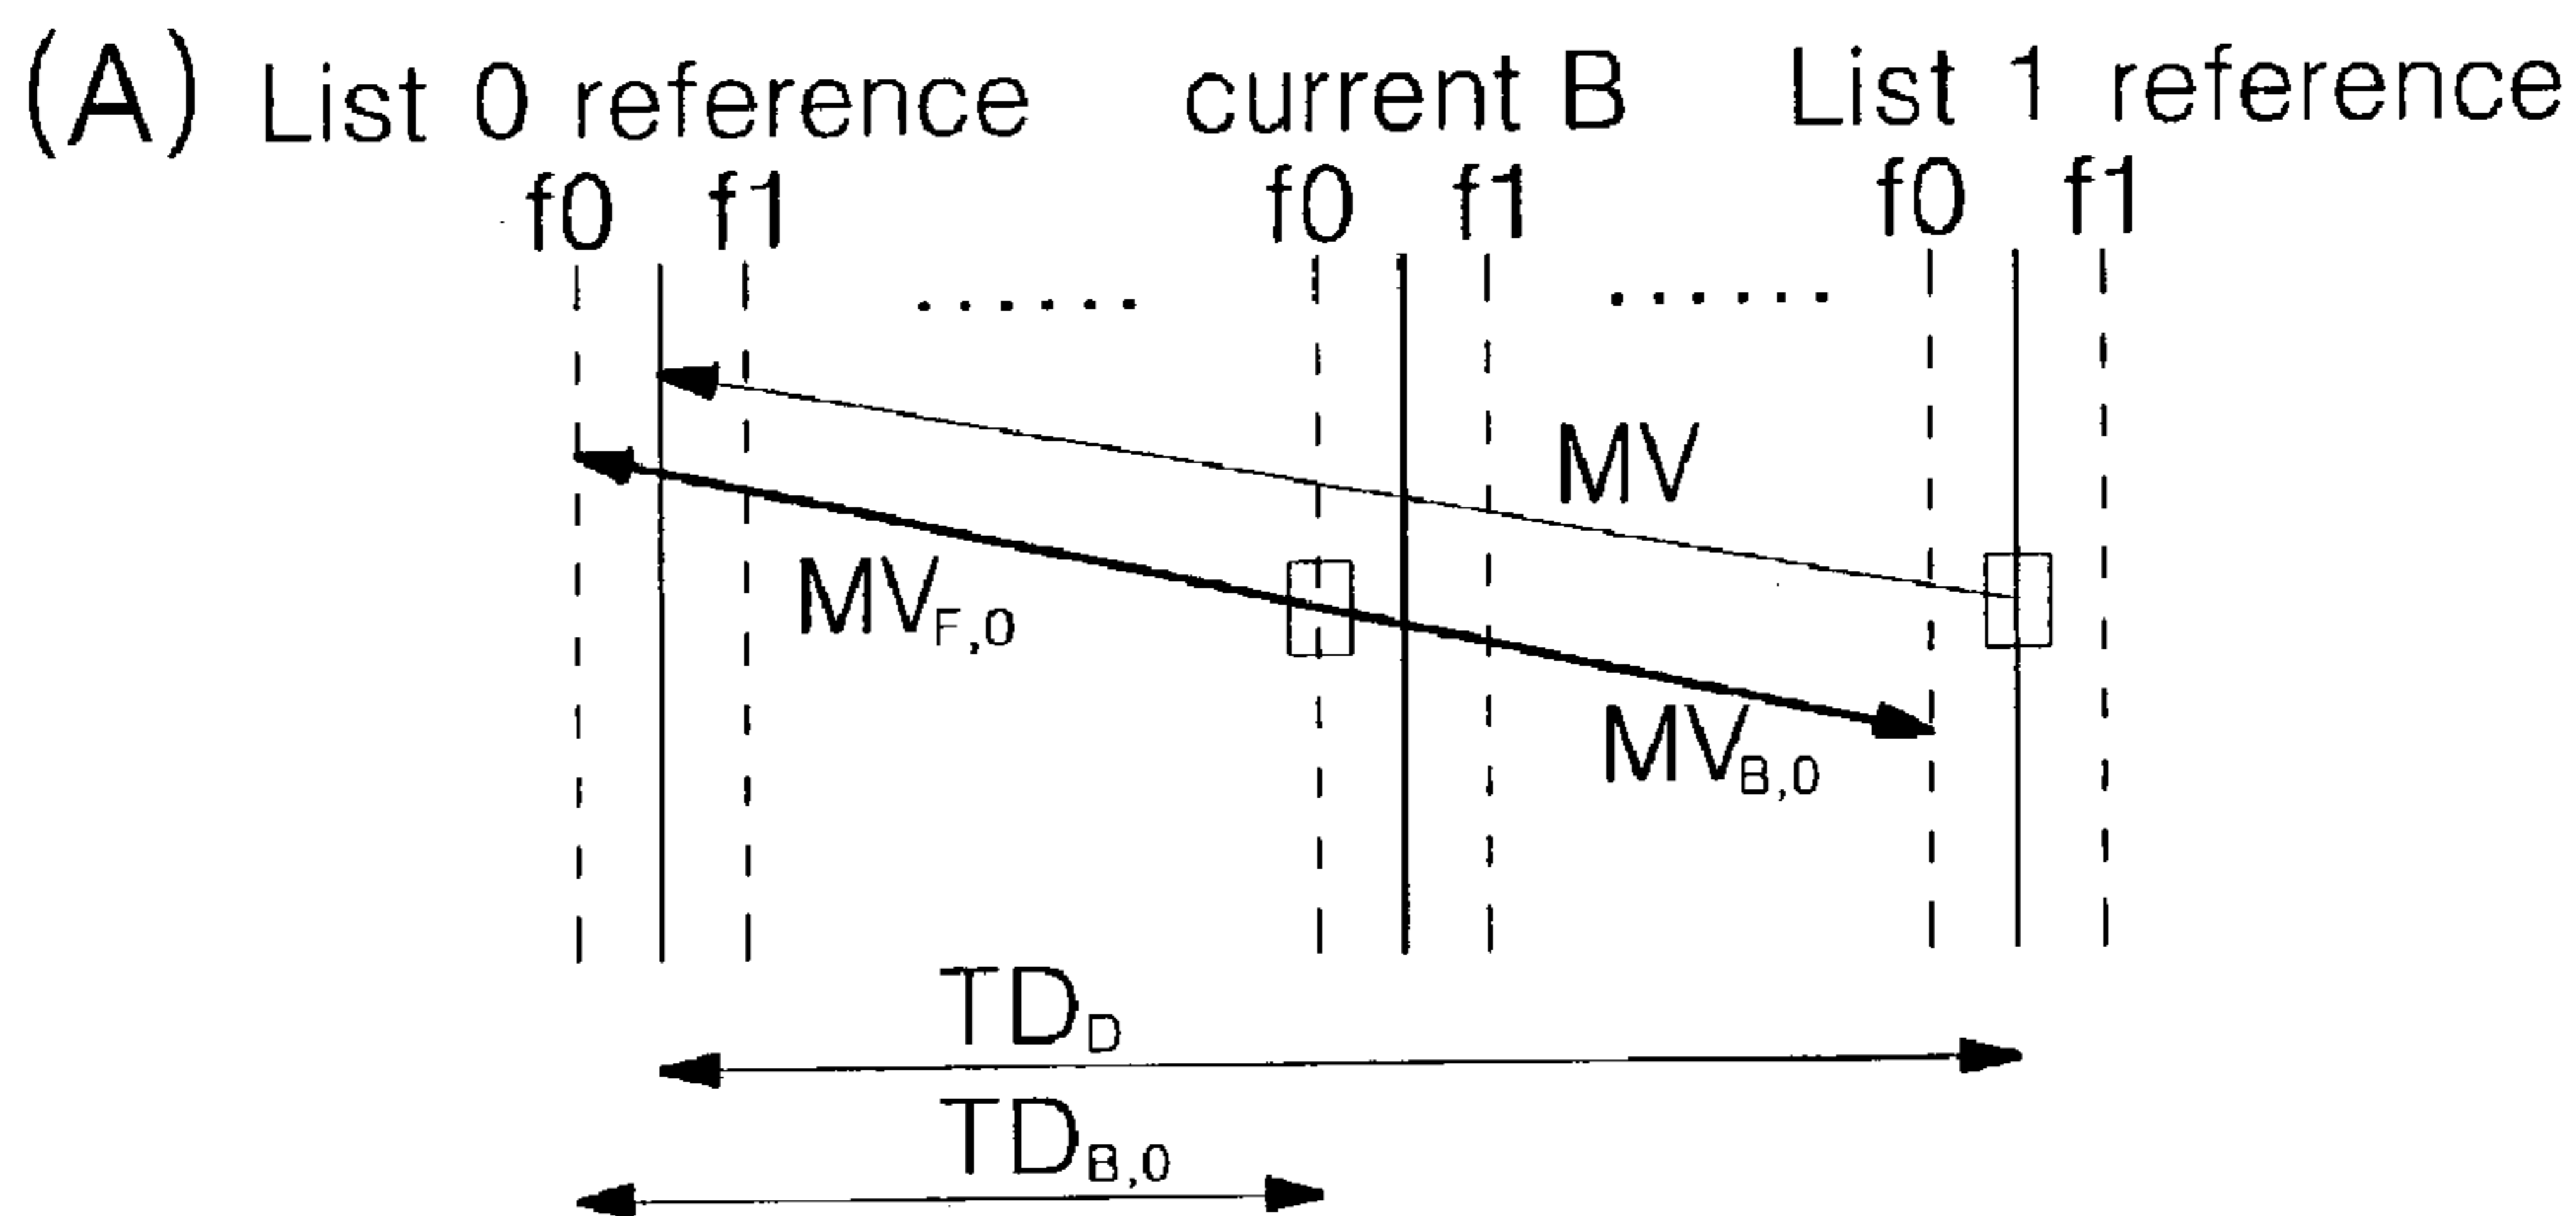 (A) List 0 reference current B List 1 reference
f0 f1 f0 f1 f0 f1
......  ......
MV
MVF,0
MVB,0
TDD
TDB,0